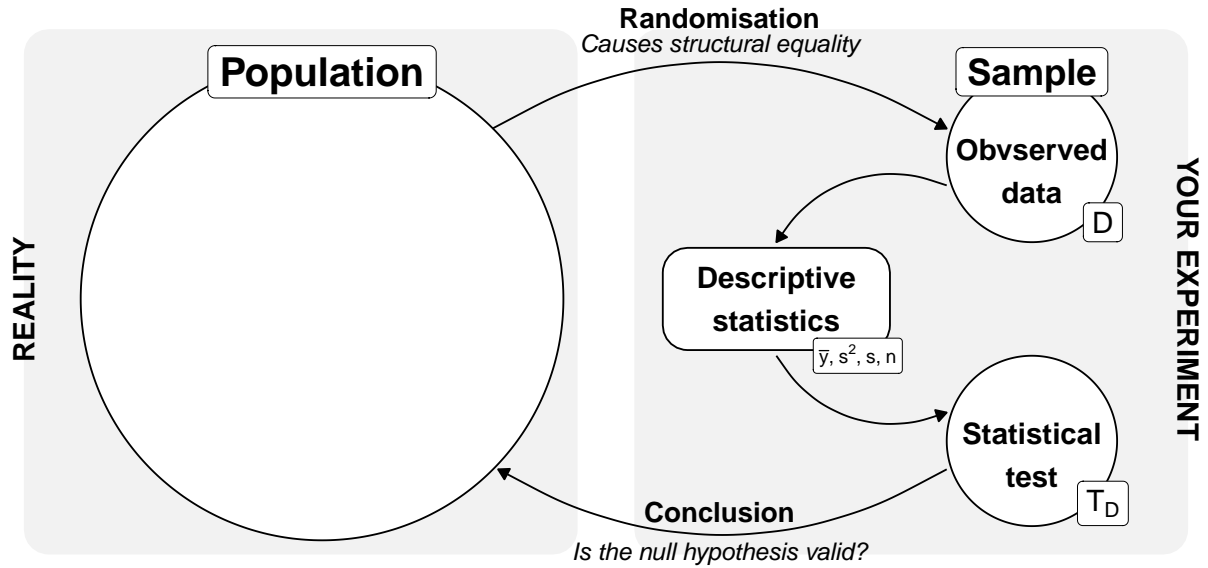 Randomisation
Causes structural equality
Population
Sample
Obvserved
data
D
Descriptive
statistics
y̅, s², s, n
Statistical
test
T_D
Conclusion
Is the null hypothesis valid?
REALITY
YOUR EXPERIMENT